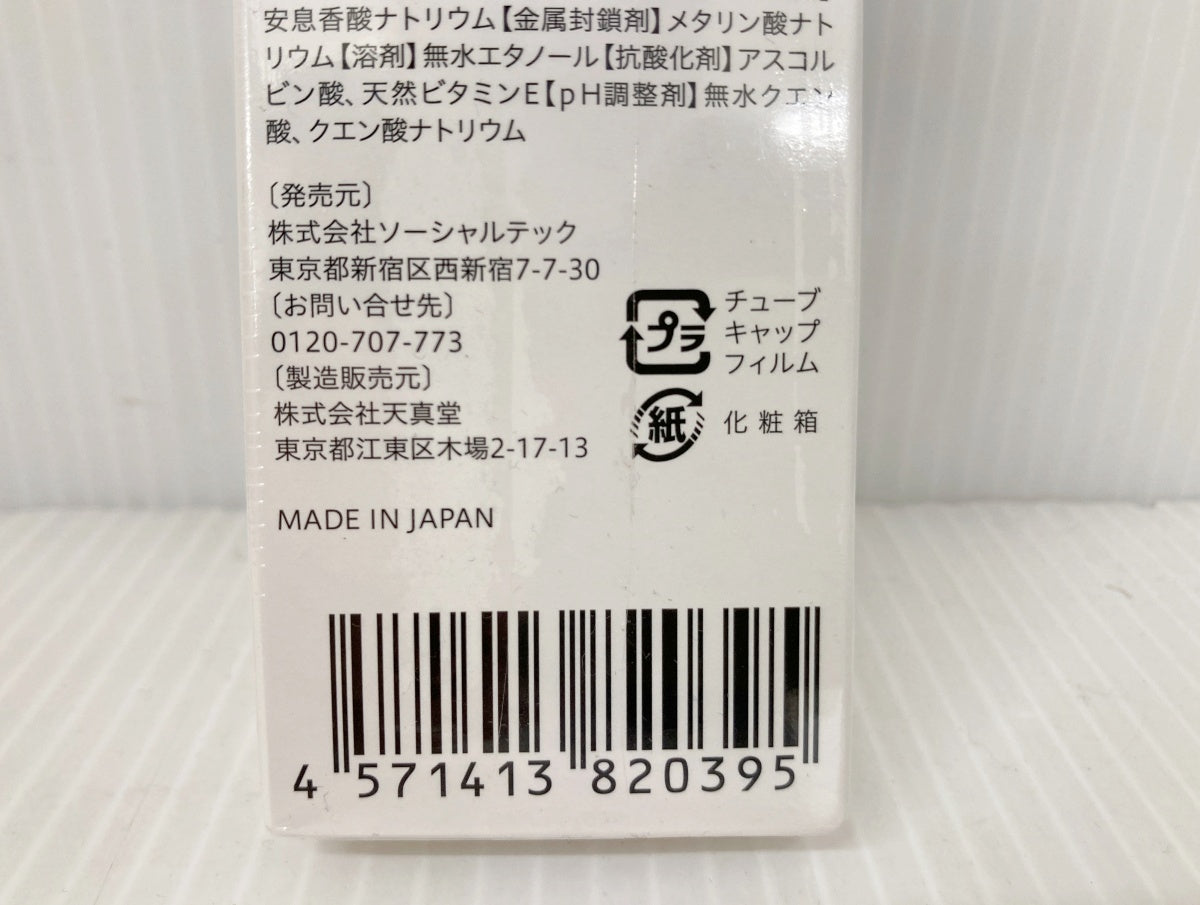 安息香酸ナトリウム【金属封鎖剤】メタリン酸ナト
リウム【溶剤】無水エタノール【抗酸化剤】アスコル
ビン酸、天然ビタミンE【pH調整剤】無水クエン
酸、クエン酸ナトリウム
〔発売元〕
株式会社ソーシャルテック
東京都新宿区西新宿7-7-30
〔お問い合せ先〕
0120-707-773
〔製造販売元〕
株式会社天真堂
東京都江東区木場2-17-13
プラ
チューブ
キャップ
フィルム
紙
化粧箱
MADE IN JAPAN
4 571413 820395